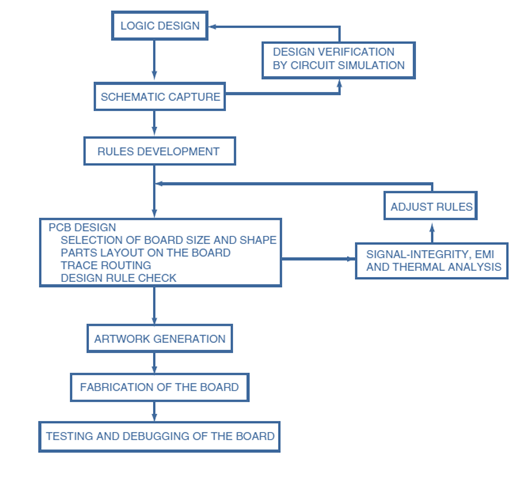 LOGIC DESIGN
DESIGN VERIFICATION
BY CIRCUIT SIMULATION
SCHEMATIC CAPTURE
RULES DEVELOPMENT
ADJUST RULES
PCB DESIGN
SELECTION OF BOARD SIZE AND SHAPE
PARTS LAYOUT ON THE BOARD
TRACE ROUTING
DESIGN RULE CHECK
SIGNAL-INTEGRITY, EMI
AND THERMAL ANALYSIS
ARTWORK GENERATION
FABRICATION OF THE BOARD
TESTING AND DEBUGGING OF THE BOARD